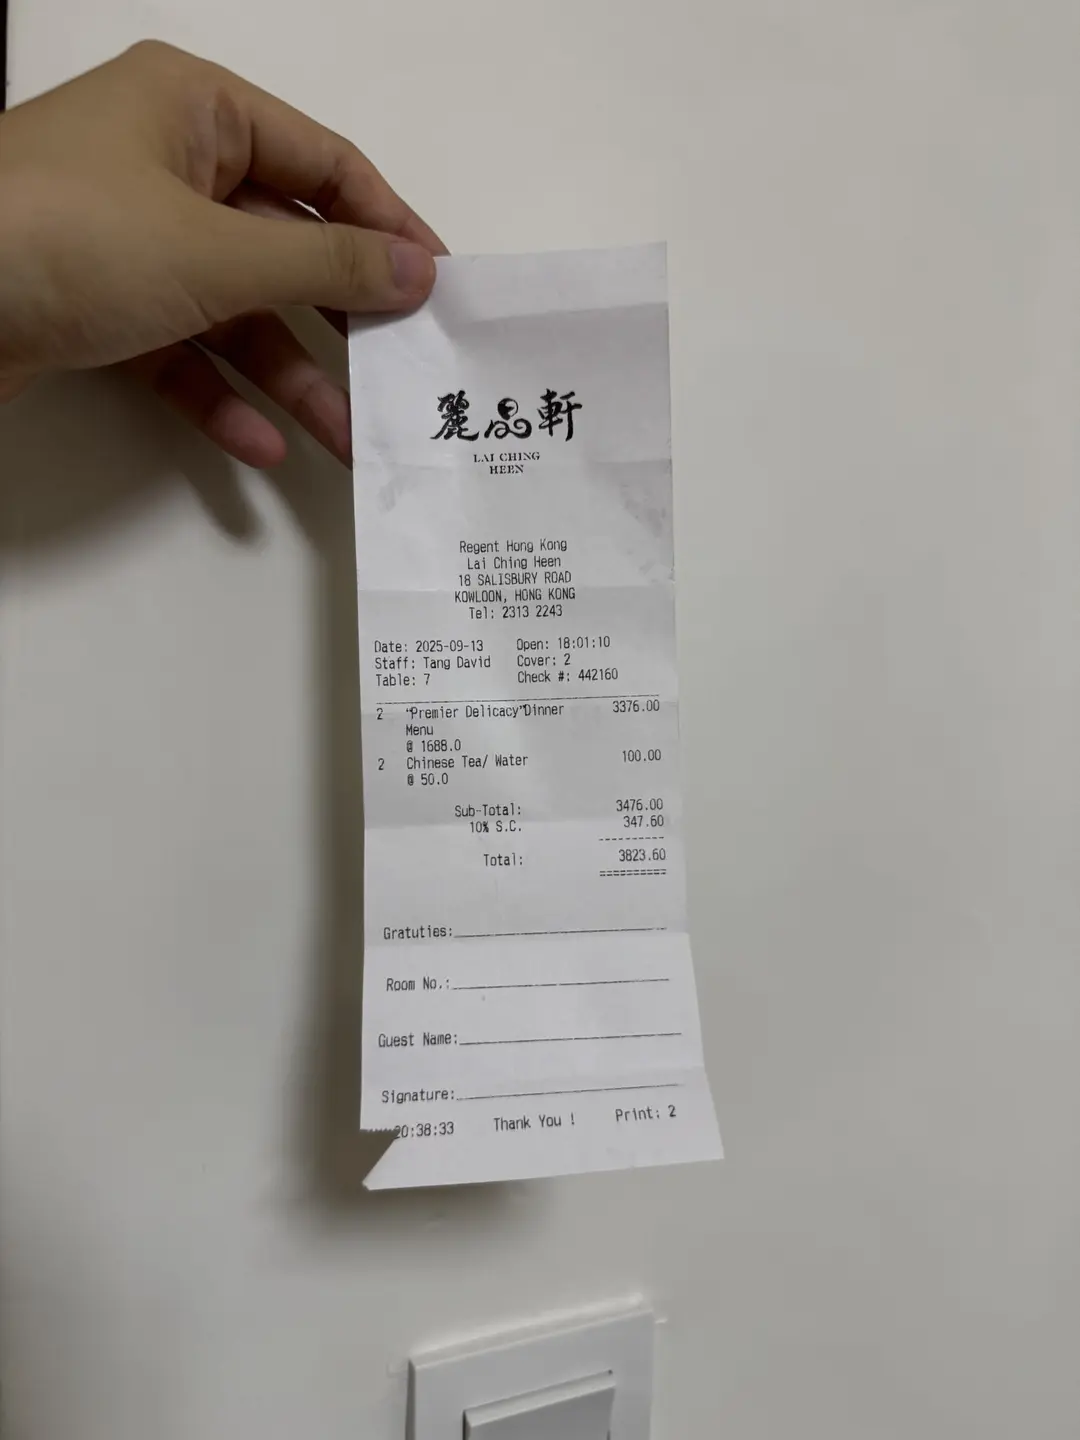 麗晶軒
LAI CHING
HEEN
Regent Hong Kong
Lai Ching Heen
18 SALISBURY ROAD
KOWLOON, HONG KONG
Tel: 2313 2243
Date: 2025-09-13 Open: 18:01:10
Staff: Tang David Cover: 2
Table: 7 Check #: 442160
2 "Premier Delicacy"Dinner 3376.00
Menu
@ 1688.0
2 Chinese Tea/ Water 100.00
@ 50.0
Sub-Total: 3476.00
10% S.C. 347.60
Total: 3823.60
Gratuties:
Room No.:
Guest Name:
Signature:
20:38:33 Thank You ! Print: 2